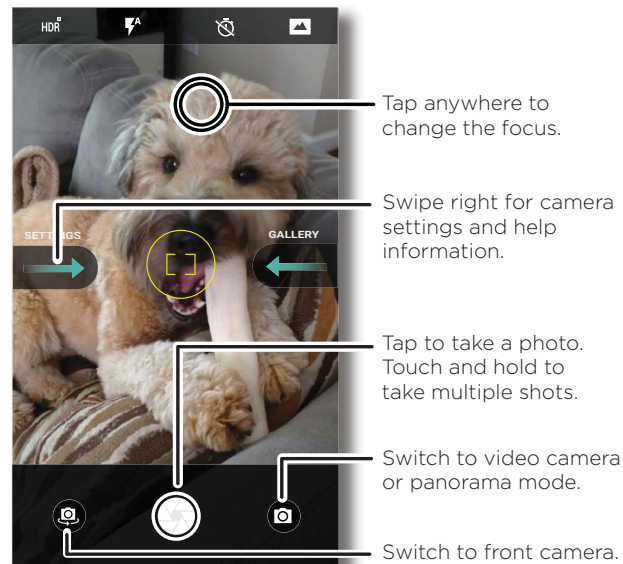 HDR
A
Tap anywhere to
change the focus.
Swipe right for camera
settings and help
information.
SETTINGS
GALLERY
Tap to take a photo.
Touch and hold to
take multiple shots.
Switch to video camera
or panorama mode.
Switch to front camera.